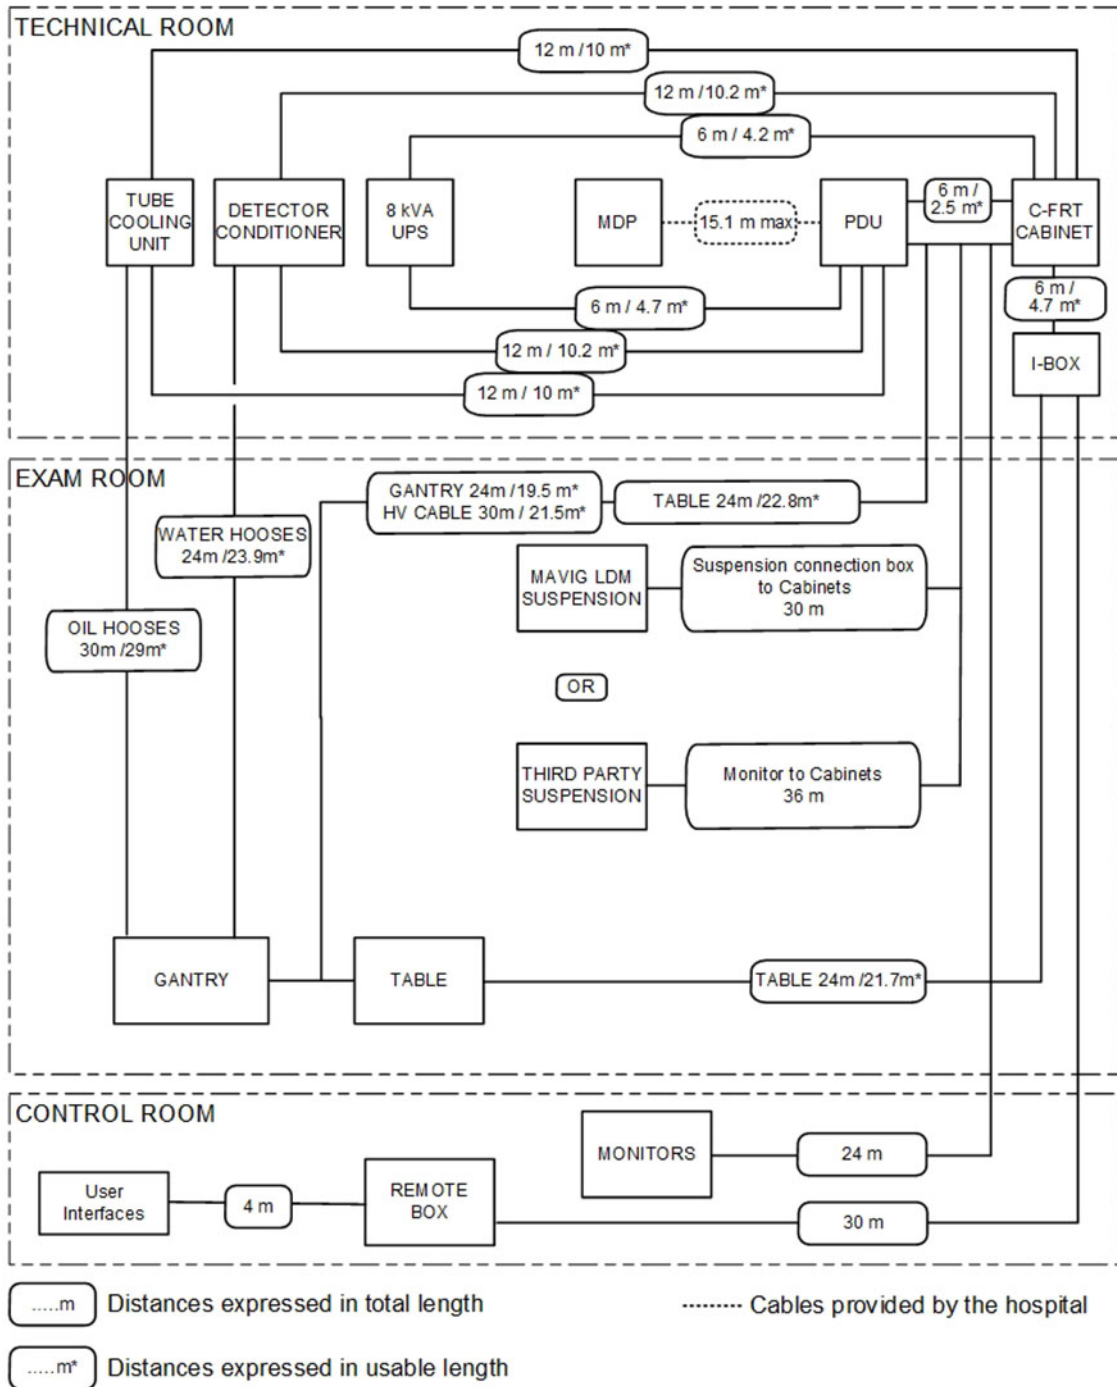 TECHNICAL ROOM
12 m /10 m*
12 m /10.2 m*
6 m / 4.2 m*
TUBE
COOLING
UNIT
DETECTOR
CONDITIONER
8 kVA
UPS
MDP
15.1 m max
PDU
6 m /
2.5 m*
C-FRT
CABINET
6 m /
4.7 m*
6 m / 4.7 m*
12 m / 10.2 m*
12 m / 10 m*
I-BOX
EXAM ROOM
GANTRY 24m /19.5 m*
HV CABLE 30m / 21.5m*
TABLE 24m /22.8m*
WATER HOOSES
24m /23.9m*
MAVIG LDM
SUSPENSION
Suspension connection box
to Cabinets
30 m
OIL HOOSES
30m /29m*
OR
THIRD PARTY
SUSPENSION
Monitor to Cabinets
36 m
GANTRY
TABLE
TABLE 24m /21.7m*
CONTROL ROOM
MONITORS
24 m
User
Interfaces
4 m
REMOTE
BOX
30 m
.....m
Distances expressed in total length
Cables provided by the hospital
.....m*
Distances expressed in usable length